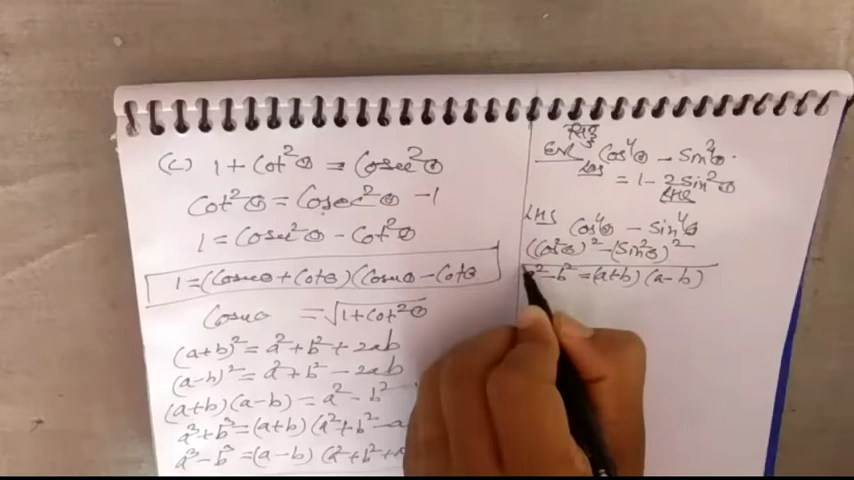 (C) 1 + Cot²θ = Cosec²θ
Cot²θ = Cosec²θ - 1
1 = Cosec²θ - Cot²θ
1 = (Cosecθ + Cotθ)(Cosecθ - Cotθ
Cosecθ = √1+Cot²θ
(a+b)² = a² + b² + 2ab
(a-b)² = a² + b² - 2ab
(a+b)(a-b) = a² - b²
a³+b³ = (a+b)(a²+b²-a
a³-b³ = (a-b)(a²+b²+
Cos⁴θ - Sin⁴θ
= 1 - 2Sin²θ
LHS Cos⁴θ - Sin⁴θ
(Cos²θ)² - (Sin²θ)²
²-b² = (a+b)(a-b)